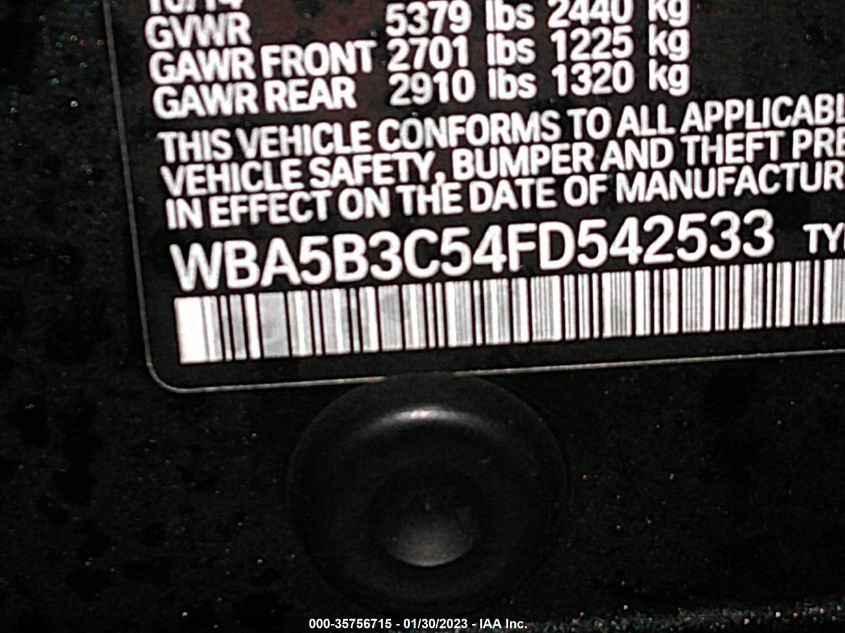 10/14
GVWR 5379 lbs 2440 kg
GAWR FRONT 2701 lbs 1225 kg
GAWR REAR 2910 lbs 1320 kg
THIS VEHICLE CONFORMS TO ALL APPLICABL
VEHICLE SAFETY, BUMPER AND THEFT PRE
IN EFFECT ON THE DATE OF MANUFACTUR
WBA5B3C54FD542533 TY
000-35756715 - 01/30/2023 - IAA Inc.